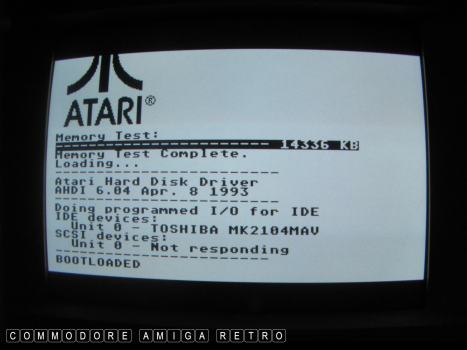 ATARI®
Memory Test:
------------------------- 14336 KB
Memory Test Complete.
Loading...
--------------------------
Atari Hard Disk Driver
AHDI 6.04 Apr. 8 1993
--------------------------
Doing programmed I/O for IDE
IDE devices:
Unit 0 - TOSHIBA MK2104MAV
SCSI devices:
Unit 0 - Not responding
--------------------------
BOOTLOADED
COMMODORE AMIGA RETRO